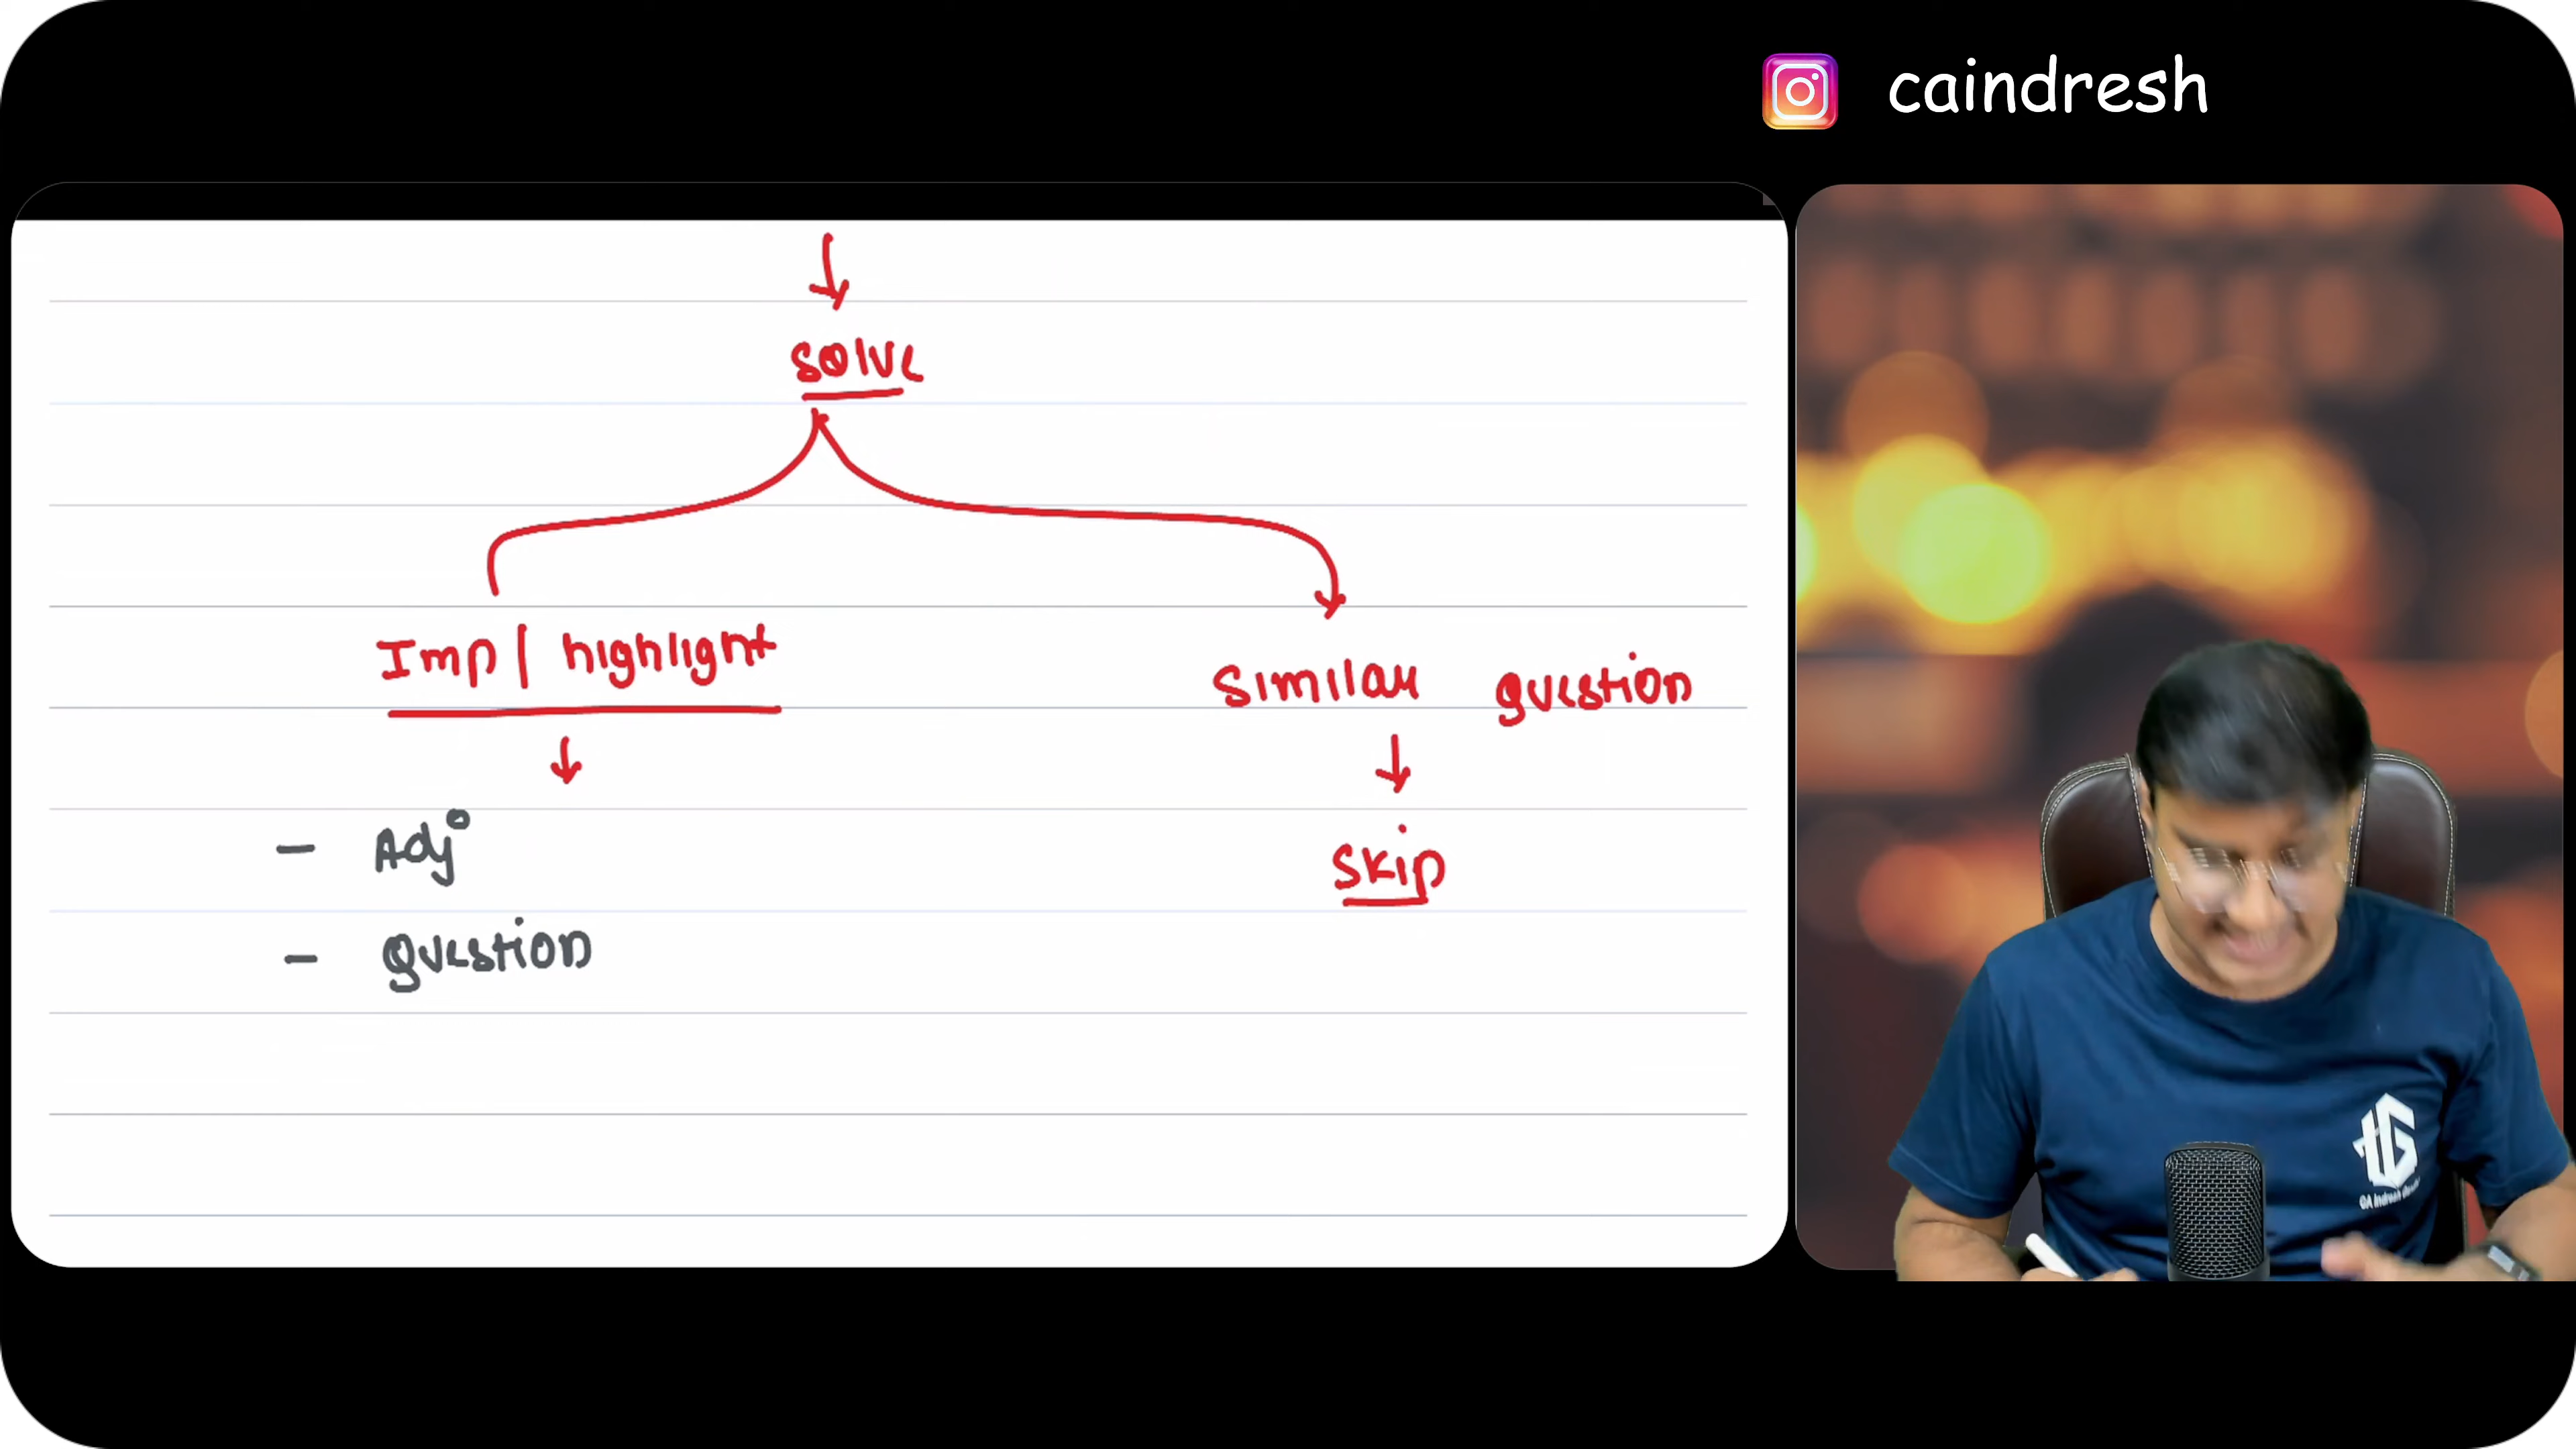 caindresh
solve
Imp / highlight
Similar question
- Adj
skip
- question